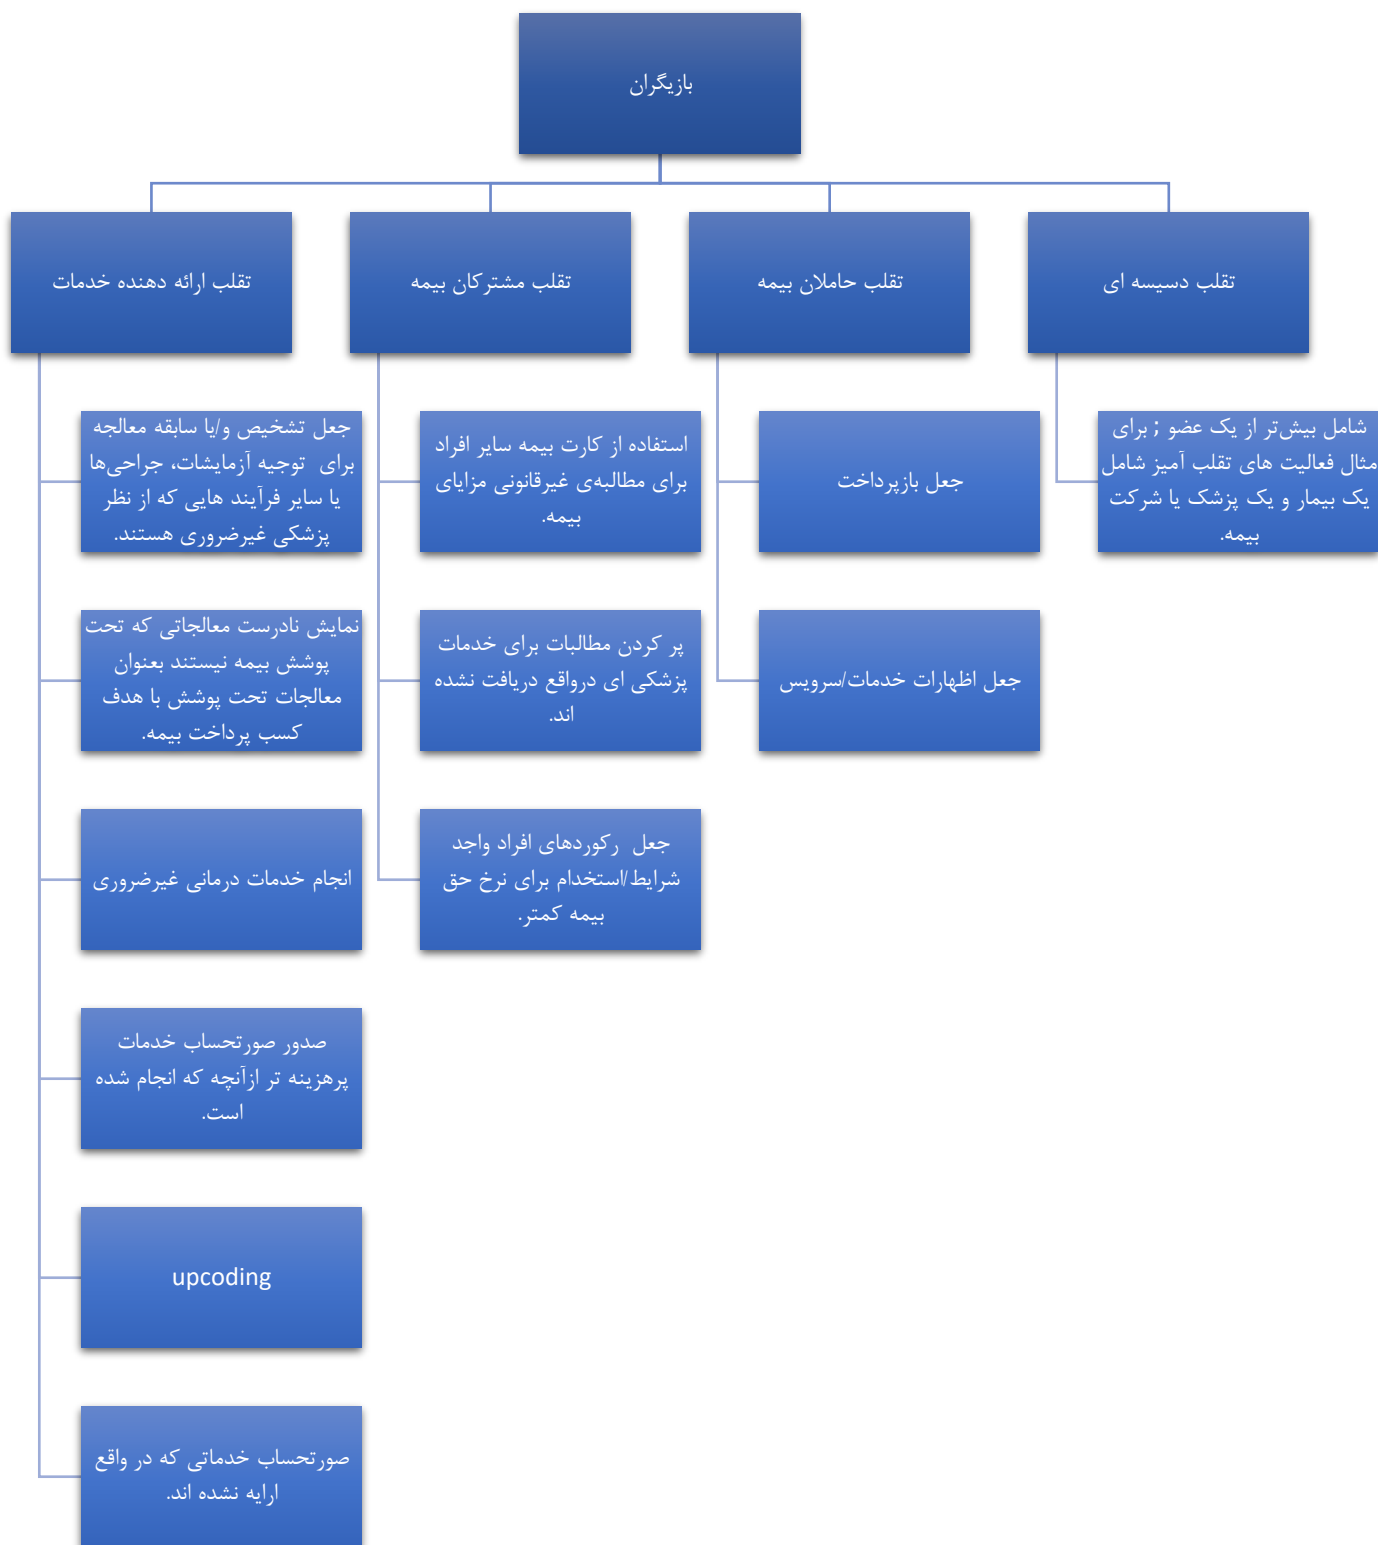 بازیگران
تقلب ارائه دهنده خدمات
تقلب مشترکان بیمه
تقلب حاملان بیمه
تقلب دسیسه ای
جعل تشخیص و/یا سابقه معالجه
برای توجیه آزمایشات، جراحی‌ها
یا سایر فرآیند هایی که از نظر
پزشکی غیرضروری هستند.
نمایش نادرست معالجاتی که تحت
پوشش بیمه نیستند بعنوان
معالجات تحت پوشش با هدف
کسب پرداخت بیمه.
انجام خدمات درمانی غیرضروری
صدور صورتحساب خدمات
پرهزینه تر ازآنچه که انجام شده
است.
upcoding
صورتحساب خدماتی که در واقع
ارایه نشده اند.
استفاده از کارت بیمه سایر افراد
برای مطالبه‌ی غیرقانونی مزایای
بیمه.
پر کردن مطالبات برای خدمات
پزشکی ای درواقع دریافت نشده
اند.
جعل رکوردهای افراد واجد
شرایط/استخدام برای نرخ حق
بیمه کمتر.
جعل بازپرداخت
جعل اظهارات خدمات/سرویس
شامل بیش‌تر از یک عضو ; برای
مثال فعالیت های تقلب آمیز شامل
یک بیمار و یک پزشک یا شرکت
بیمه.